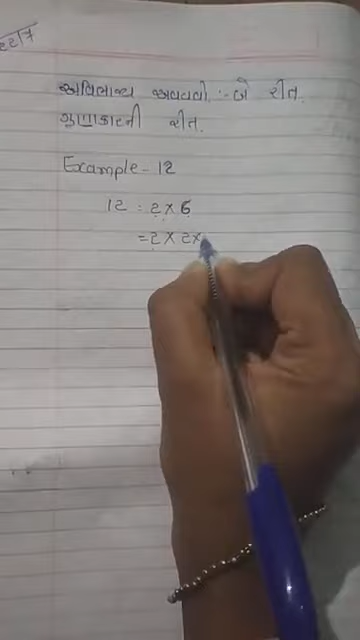 અવિભાજ્ય અવયવો :- બે રીત
ગુણાકારની રીત.
Example - 12
12 = 2 × 6
= 2 × 2 ×